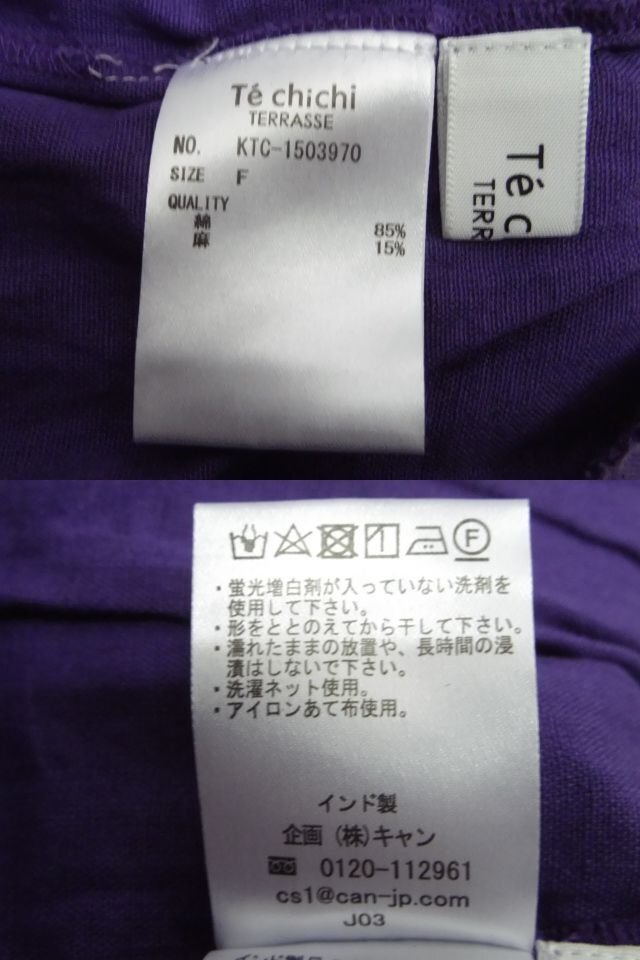 Té chichi
TERRASSE
NO. KTC-1503970
SIZE F
QUALITY
綿 85%
麻 15%
Té c
TERR
F
・蛍光増白剤が入っていない洗剤を
使用して下さい。
・形をととのえてから干して下さい。
・濡れたままの放置や、長時間の浸
漬はしないで下さい。
・洗濯ネット使用。
・アイロンあて布使用。
インド製
企画 (株)キャン
0120-112961
cs1@can-jp.com
J03